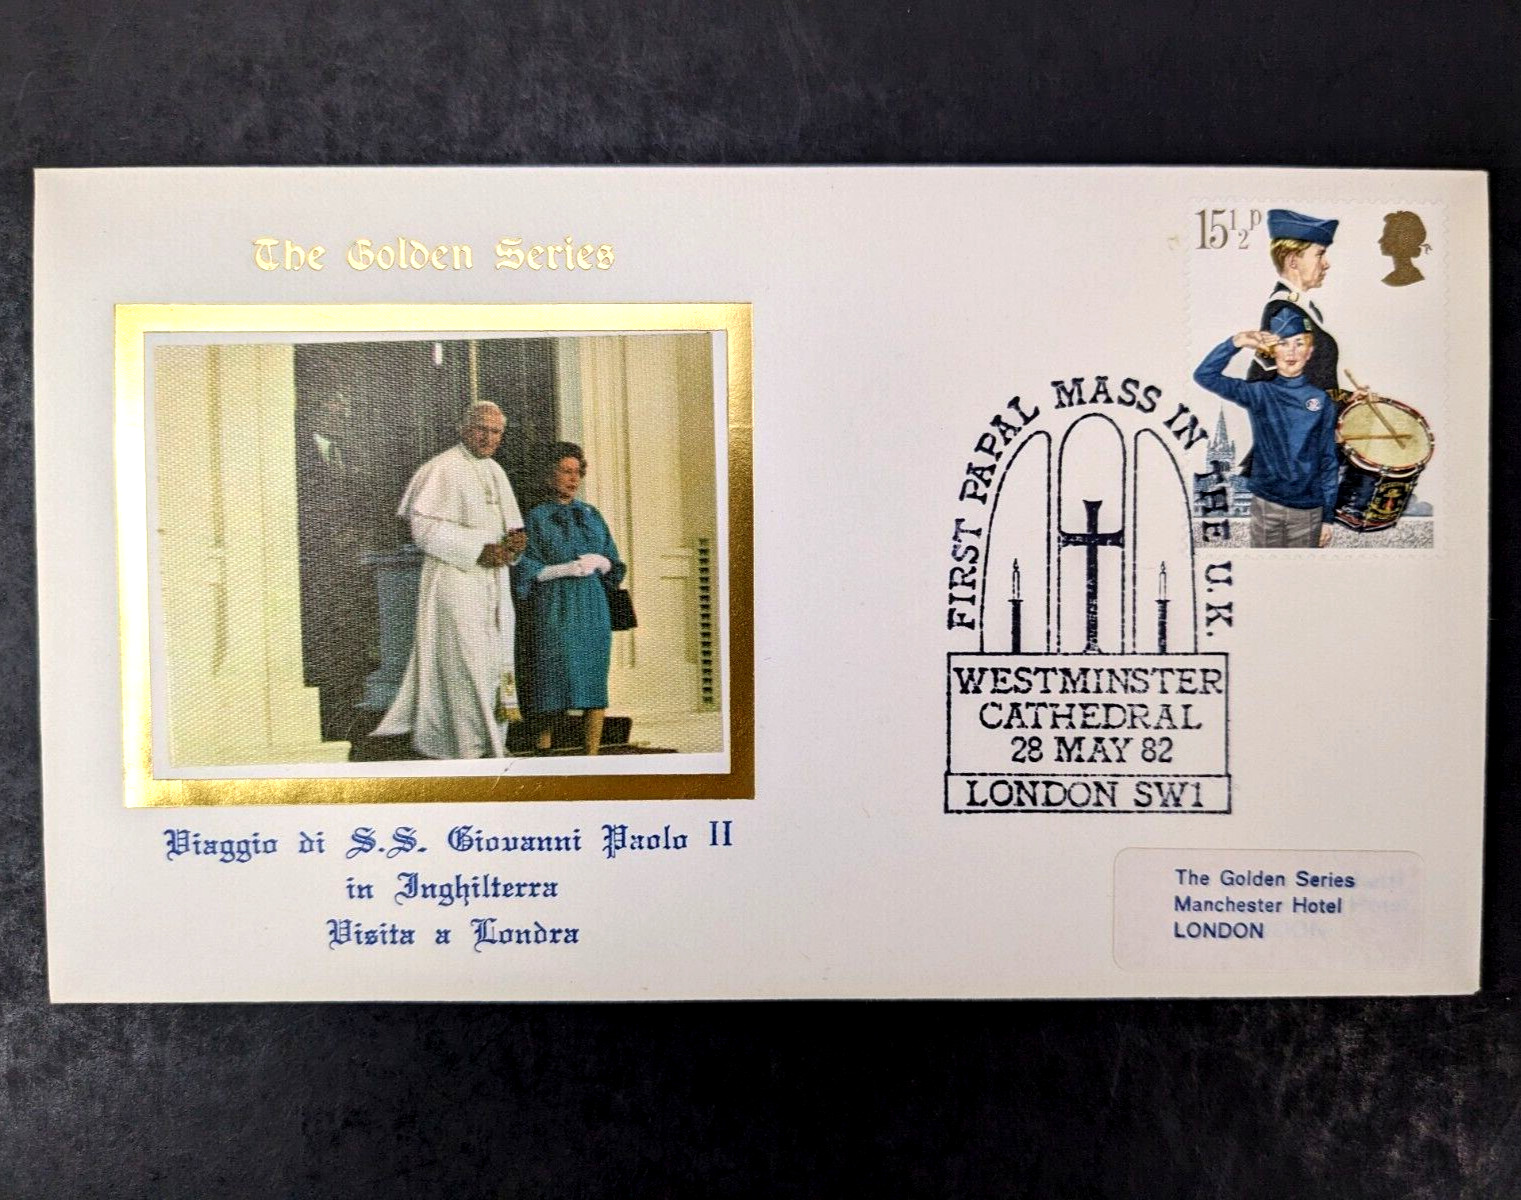 The Golden Series
15½p
FIRST PAPAL MASS IN THE U.K.
WESTMINSTER
CATHEDRAL
28 MAY 82
LONDON SW1
Viaggio di S.S. Giovanni Paolo II
in Inghilterra
Visita a Londra
The Golden Series
Manchester Hotel
LONDON